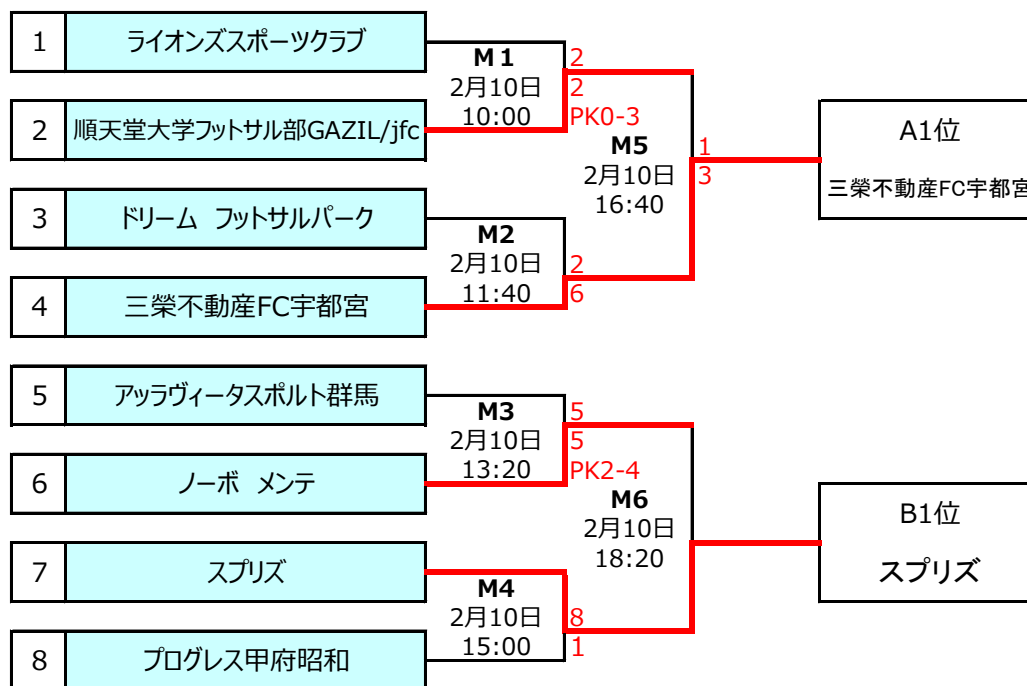 1 ライオンズスポーツクラブ
M1
2月10日
10:00
2
2
PK0-3
2 順天堂大学フットサル部GAZIL/jfc
M5
2月10日
16:40
1
3
A1位
三榮不動産FC宇都宮
3 ドリーム フットサルパーク
M2
2月10日
11:40
2
6
4 三榮不動産FC宇都宮
5 アッラヴィータスポルト群馬
M3
2月10日
13:20
5
5
PK2-4
6 ノーボ メンテ
M6
2月10日
18:20
B1位
スプリズ
7 スプリズ
M4
2月10日
15:00
8
1
8 プログレス甲府昭和